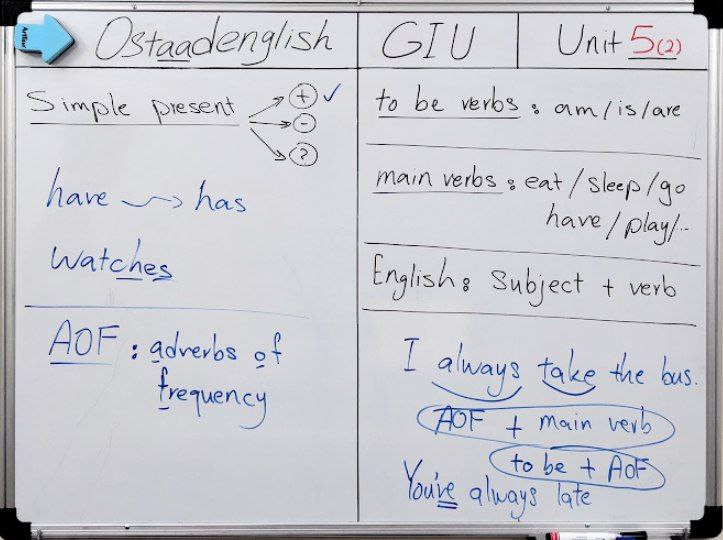 Ostaadenglish
GIU
Unit 5(2)
Simple present
+ ✓
-
?
have → has
watches
AOF : adverbs of
frequency
to be verbs : am/is/are
main verbs : eat/sleep/go
have/play/..
English : Subject + verb
I always take the bus.
AOF + main verb
to be + AOF
You're always late